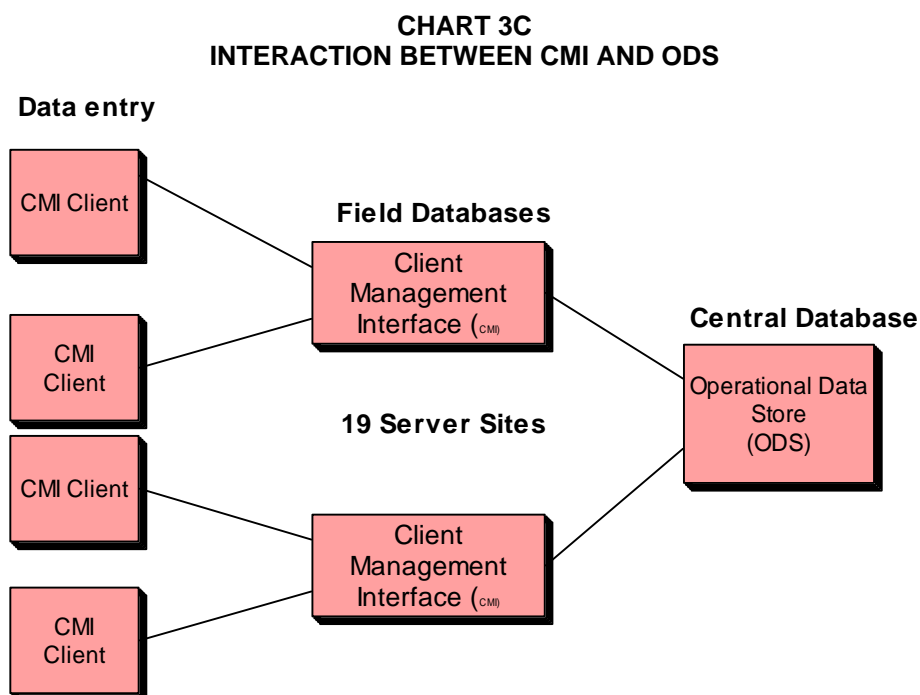 CHART 3C
INTERACTION BETWEEN CMI AND ODS
Data entry
CMI Client
Field Databases
Client
Management
Interface (CMI)
CMI
Client
Central Database
Operational Data
Store
(ODS)
19 Server Sites
CMI Client
Client
Management
Interface (CMI)
CMI
Client